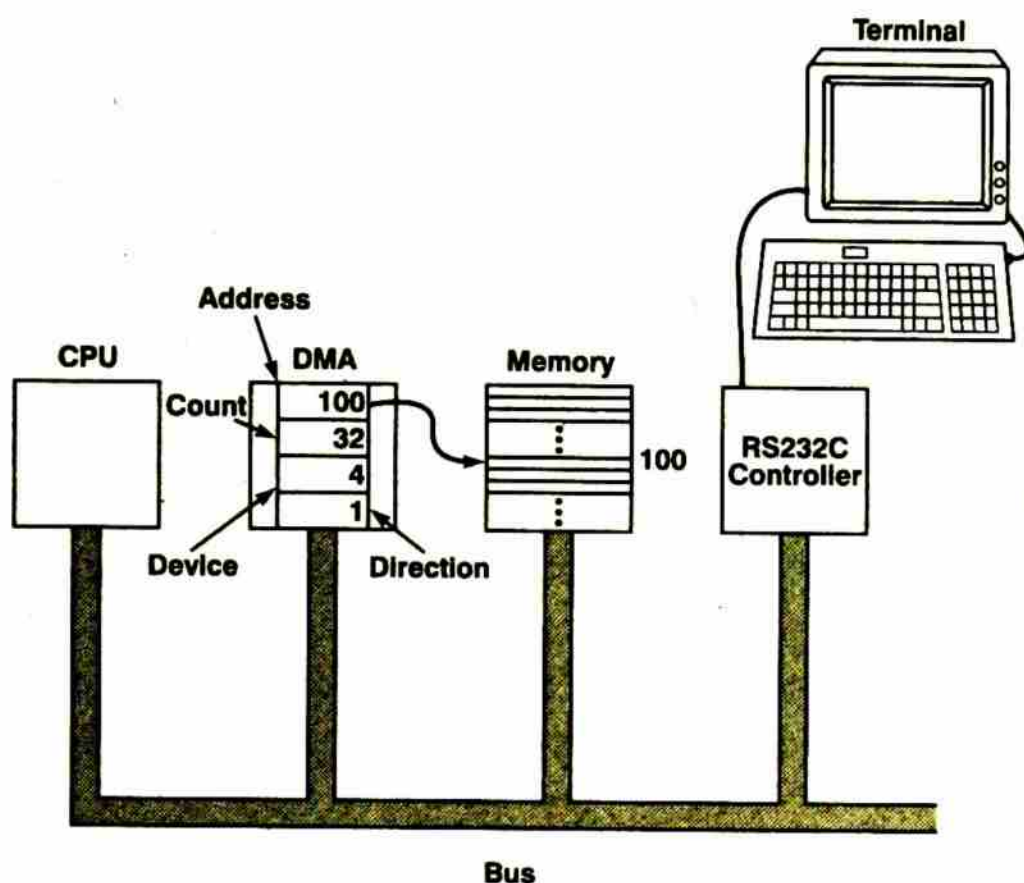 Terminal
Address
CPU
DMA
Memory
Count
100
32
4
1
100
RS232C
Controller
Device
Direction
Bus